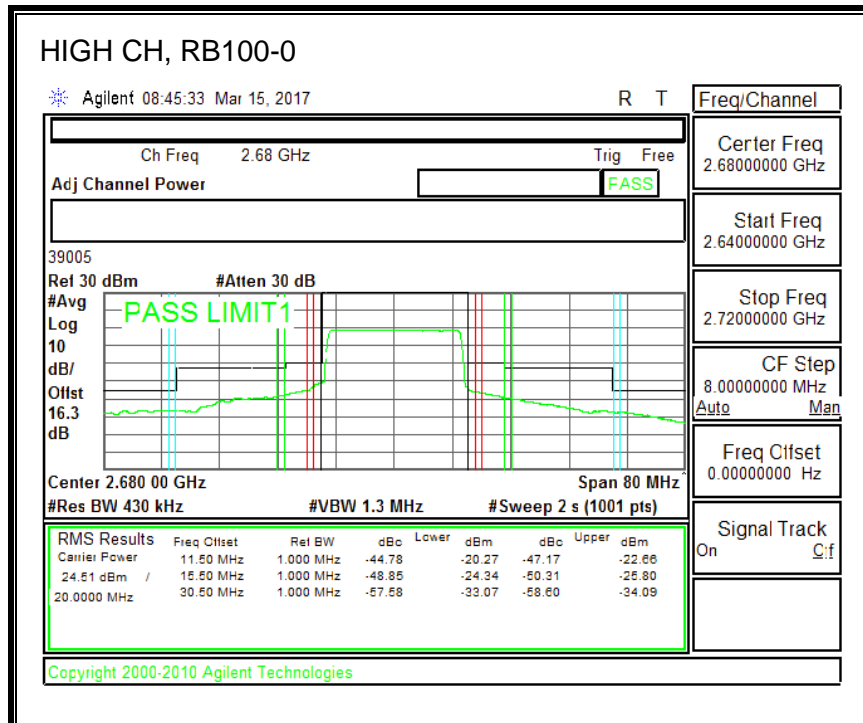 HIGH CH, RB100-0
Agilent 08:45:33 Mar 15, 2017 R T
Ch Freq 2.68 GHz Trig Free
Adj Channel Power PASS
39005
Ref 30 dBm #Atten 30 dB
#Avg
Log
10
dB/
Offst
16.3
dB
PASS LIMIT1
Center 2.680 00 GHz Span 80 MHz
#Res BW 430 kHz #VBW 1.3 MHz #Sweep 2 s (1001 pts)
RMS Results Freq Offset Ref BW dBc Lower dBm dBc Upper dBm
Carrier Power 11.50 MHz 1.000 MHz -44.78 -20.27 -47.17 -22.66
24.51 dBm / 15.50 MHz 1.000 MHz -48.85 -24.34 -50.31 -25.80
20.0000 MHz 30.50 MHz 1.000 MHz -57.58 -33.07 -58.60 -34.09
Copyright 2000-2010 Agilent Technologies
Freq/Channel
Center Freq
2.68000000 GHz
Start Freq
2.64000000 GHz
Stop Freq
2.72000000 GHz
CF Step
8.00000000 MHz
Auto Man
Freq Offset
0.00000000 Hz
Signal Track
On Off